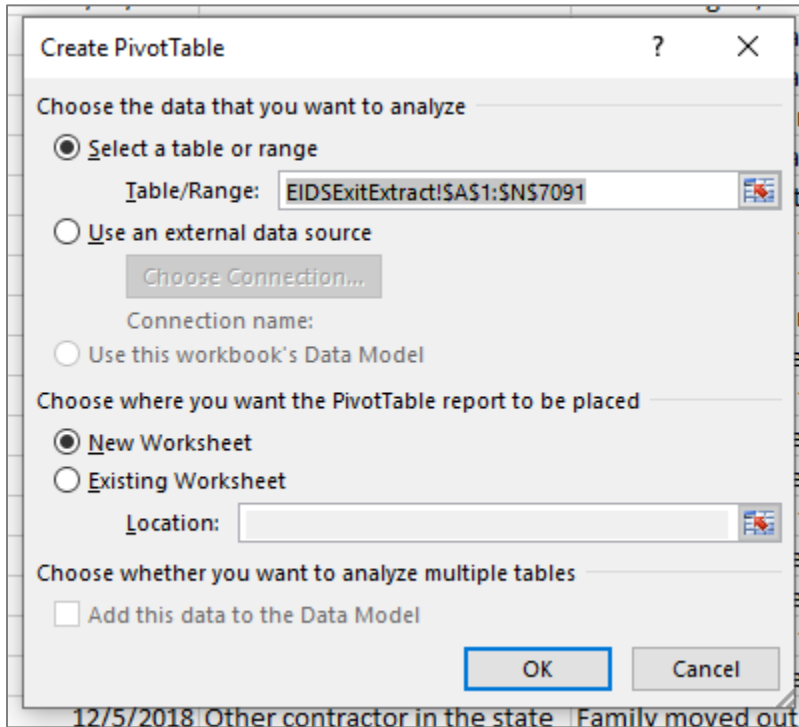 Create PivotTable ? ×
Choose the data that you want to analyze
Select a table or range
Table/Range: EIDSExitExtract!$A$1:$N$7091
Use an external data source
Choose Connection...
Connection name:
Use this workbook's Data Model
Choose where you want the PivotTable report to be placed
New Worksheet
Existing Worksheet
Location:
Choose whether you want to analyze multiple tables
Add this data to the Data Model
OK Cancel
12/5/2018 Other contractor in the state Family moved out